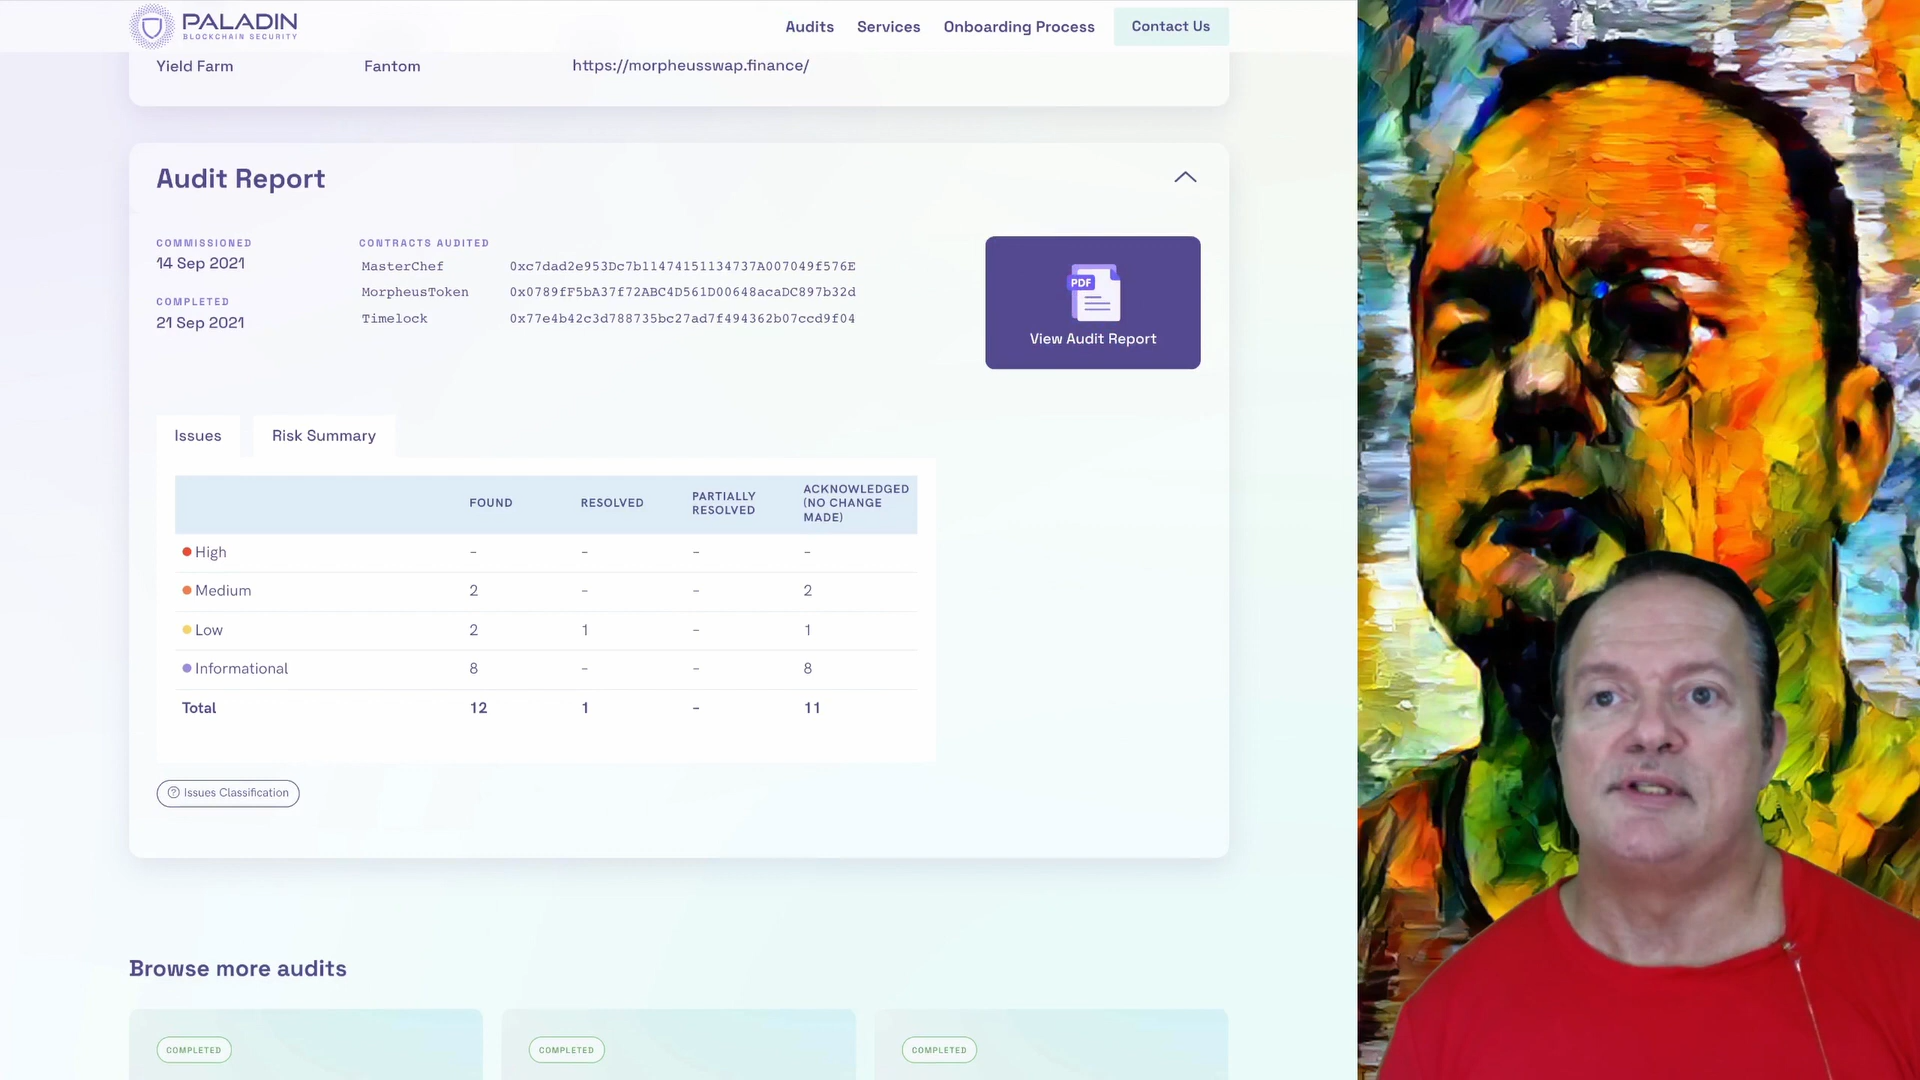 PALADIN
BLOCKCHAIN SECURITY
Audits
Services
Onboarding Process
Contact Us
Yield Farm
Fantom
https://morpheusswap.finance/
Audit Report
COMMISSIONED
14 Sep 2021
COMPLETED
21 Sep 2021
CONTRACTS AUDITED
MasterChef 0xc7dad2e953Dc7b11474151134737A007049f576E
MorpheusToken 0x0789fF5bA37f72ABC4D561D00648acaDC897b32d
Timelock 0x77e4b42c3d788735bc27ad7f494362b07ccd9f04
PDF
View Audit Report
Issues
Risk Summary
FOUND
RESOLVED
PARTIALLY
RESOLVED
ACKNOWLEDGED
(NO CHANGE
MADE)
High - - - -
Medium 2 - - 2
Low 2 1 - 1
Informational 8 - - 8
Total 12 1 - 11
? Issues Classification
Browse more audits
COMPLETED
COMPLETED
COMPLETED